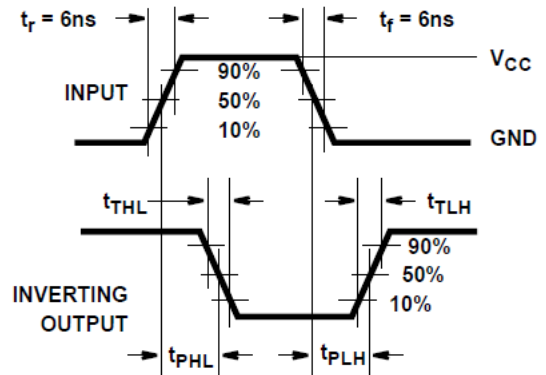 tr = 6ns
tf = 6ns
VCC
90%
INPUT
50%
10%
GND
tTHL
tTLH
90%
50%
INVERTING
10%
OUTPUT
tPHL
tPLH